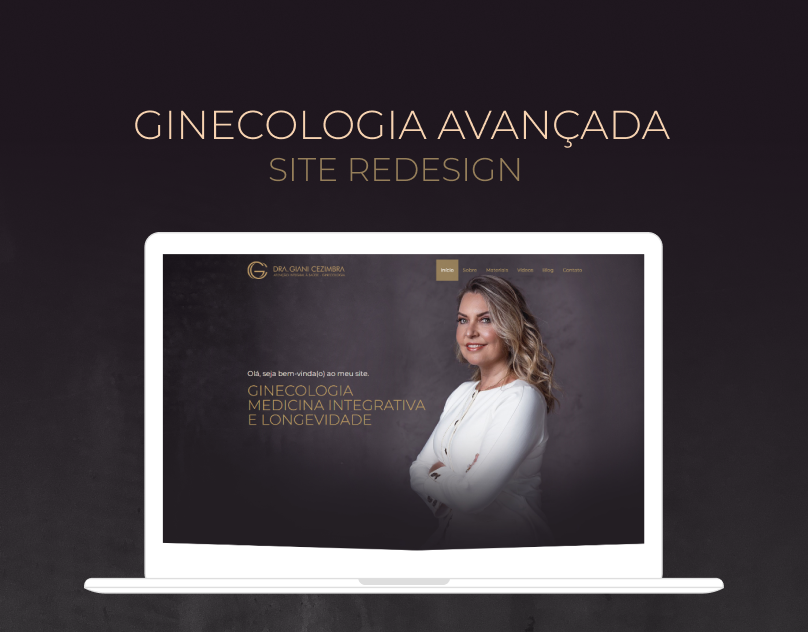 GINECOLOGIA AVANÇADA
SITE REDESIGN
DRA. GIANI CEZIMBRA
Início Sobre Materiais Vídeos Blog Contato
Olá, seja bem-vinda(o) ao meu site.
GINECOLOGIA
MEDICINA INTEGRATIVA
E LONGEVIDADE